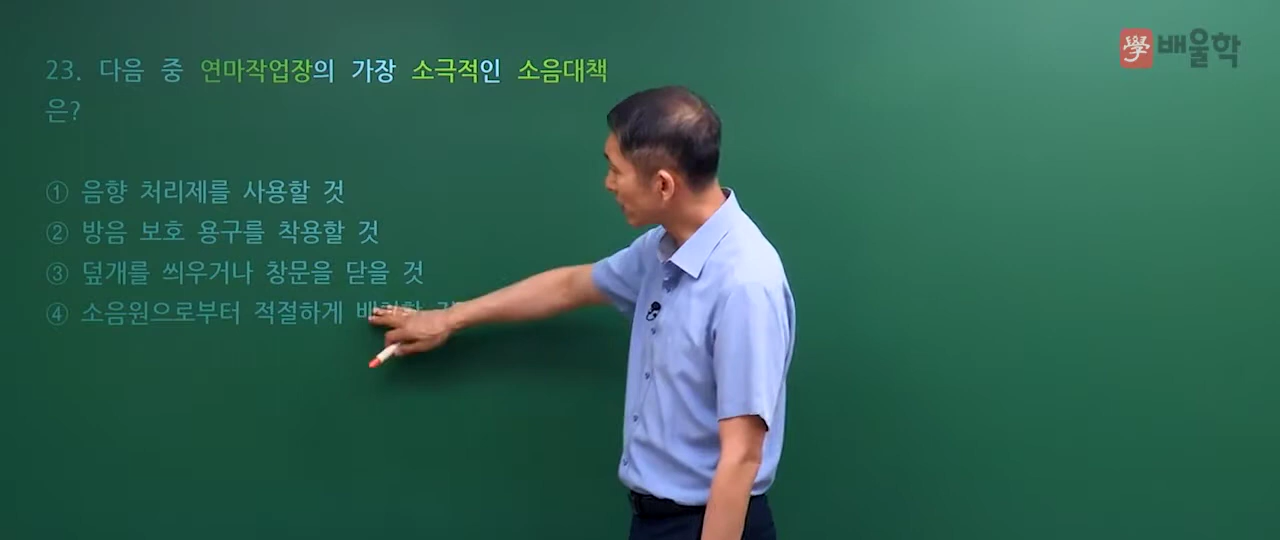 學 배울학
23. 다음 중 연마작업장의 가장 소극적인 소음대책
은?
① 음향 처리제를 사용할 것
② 방음 보호 용구를 착용할 것
③ 덮개를 씌우거나 창문을 닫을 것
④ 소음원으로부터 적절하게